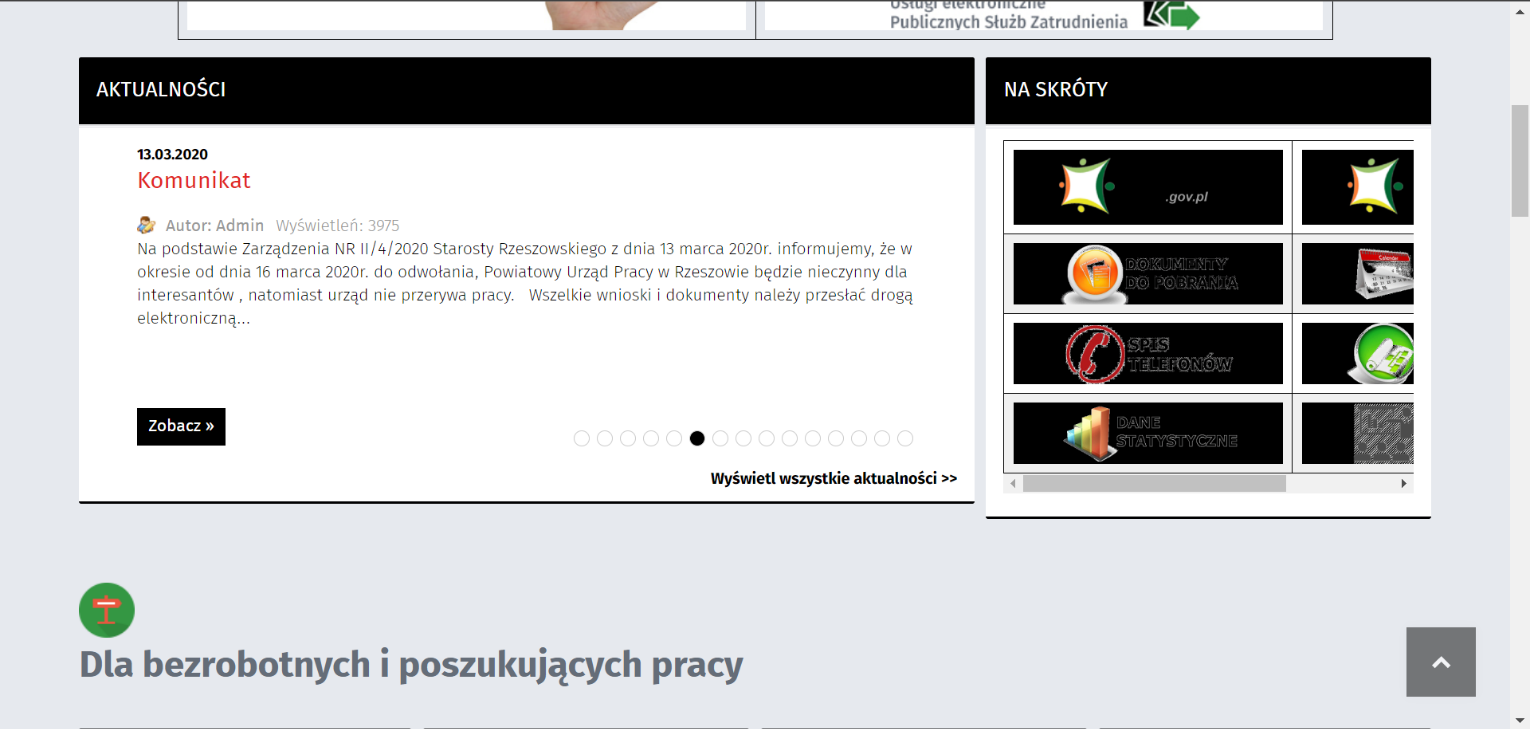 Usługi elektroniczne
Publicznych Służb Zatrudnienia
AKTUALNOŚCI
NA SKRÓTY
13.03.2020
Komunikat
Autor: Admin Wyświetleń: 3975
Na podstawie Zarządzenia NR II/4/2020 Starosty Rzeszowskiego z dnia 13 marca 2020r. informujemy, że w
okresie od dnia 16 marca 2020r. do odwołania, Powiatowy Urząd Pracy w Rzeszowie będzie nieczynny dla
interesantów , natomiast urząd nie przerywa pracy. Wszelkie wnioski i dokumenty należy przesłać drogą
elektroniczną...
Zobacz »
Wyświetl wszystkie aktualności >>
.gov.pl
DOKUMENTY
DO POBRANIA
Calendar
SPIS
TELEFONÓW
DANE
STATYSTYCZNE
Dla bezrobotnych i poszukujących pracy